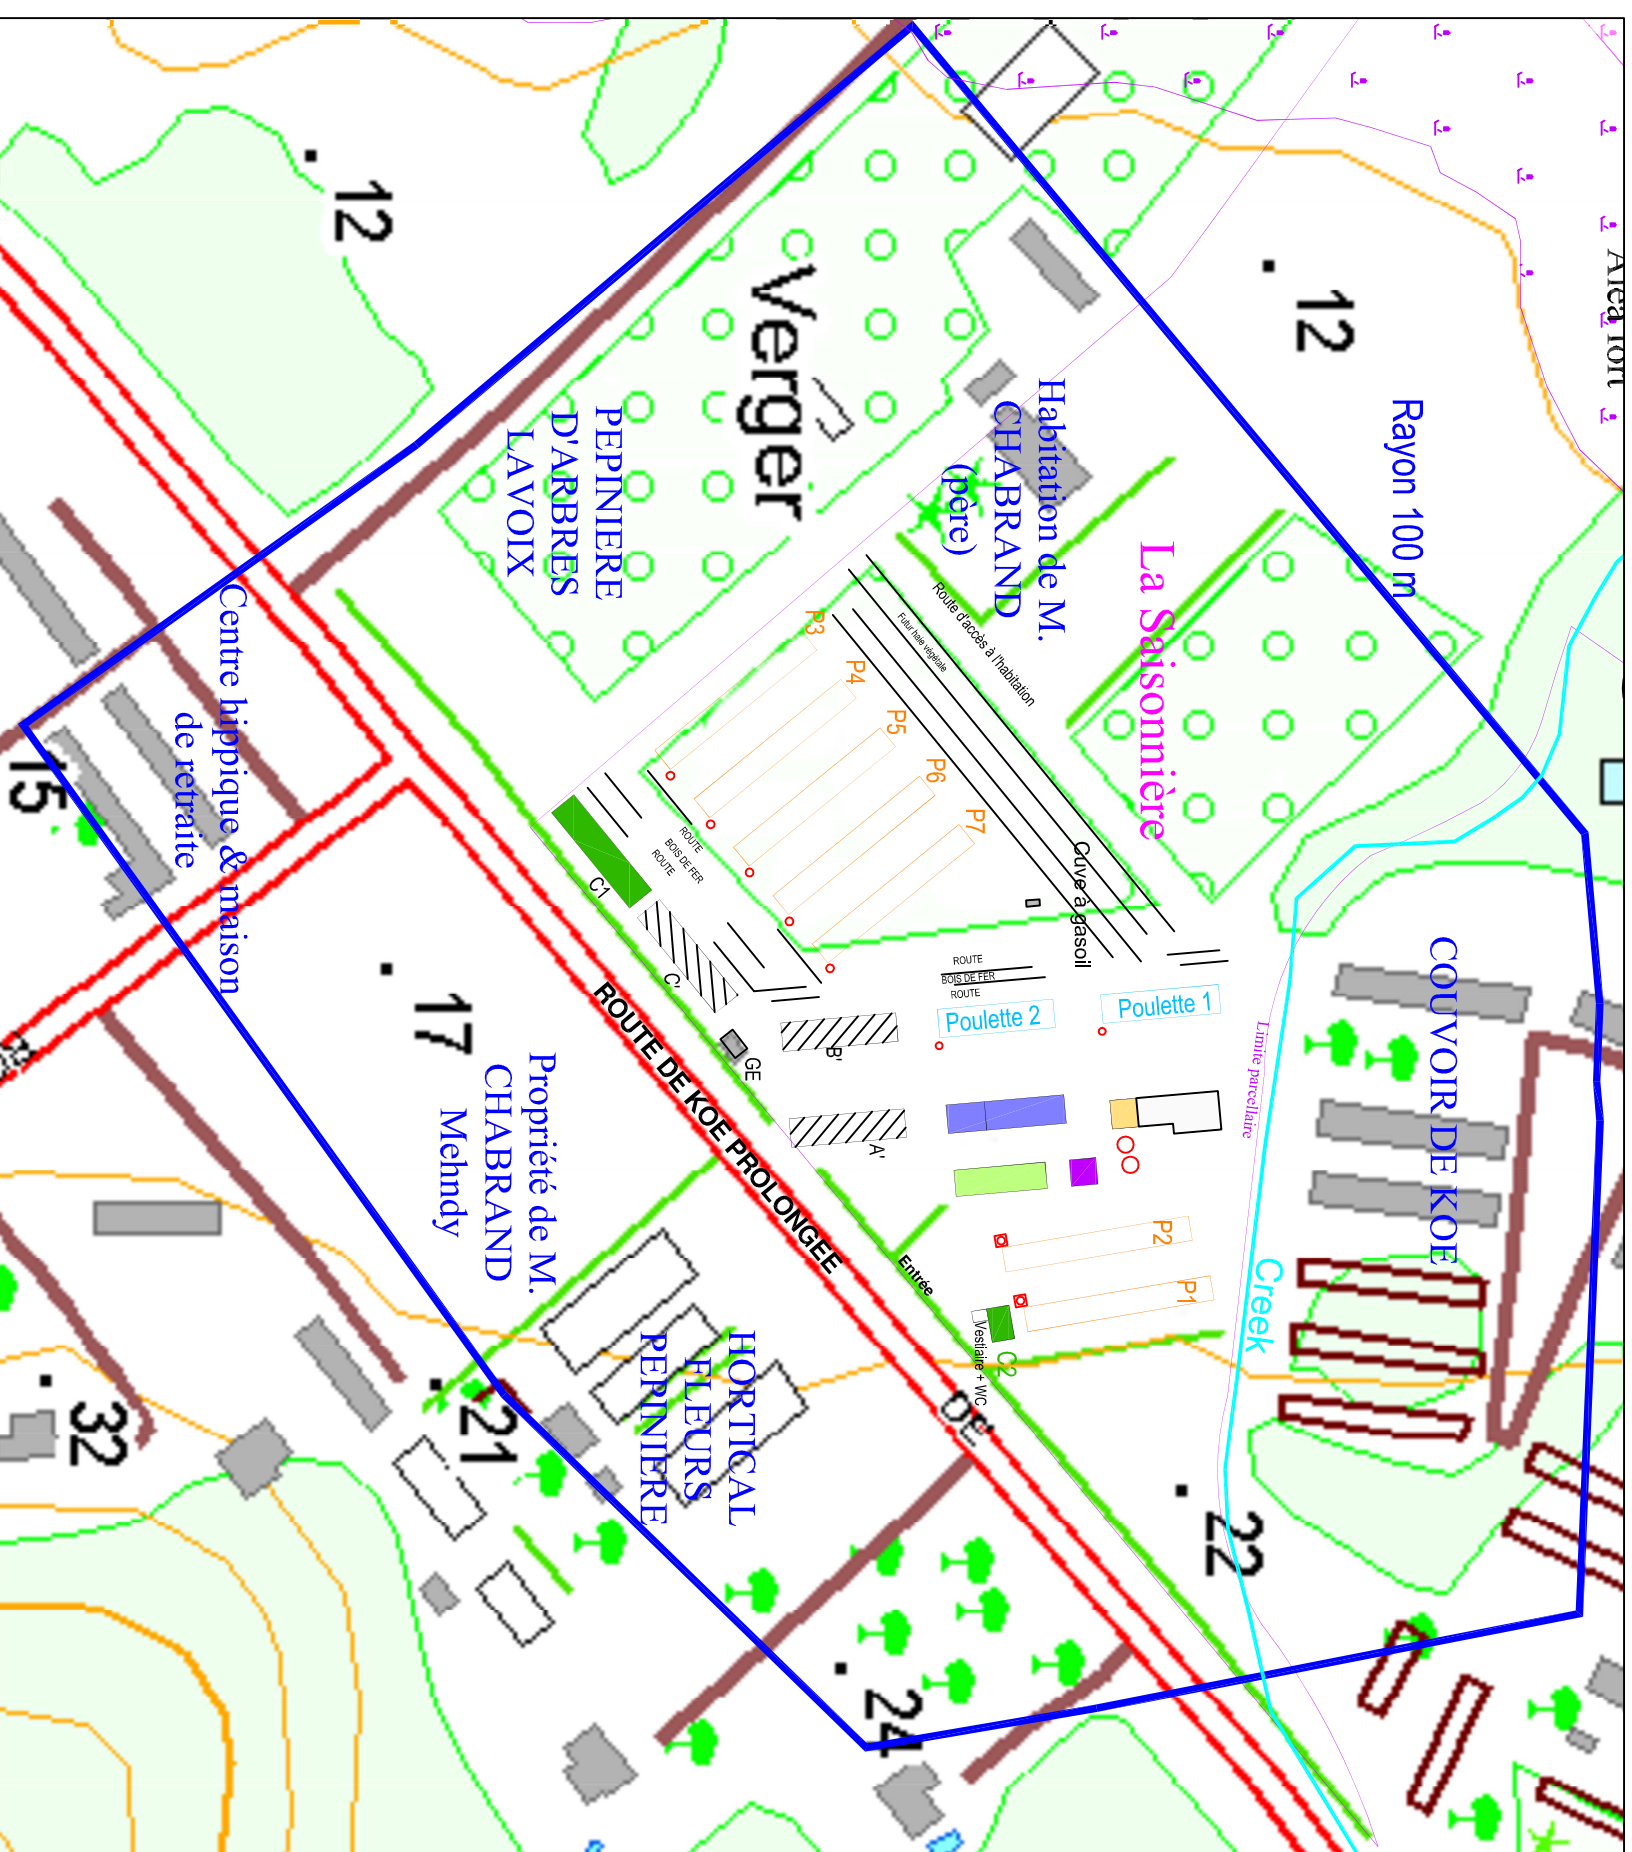 Aléa fort
12
12
Rayon 100 m
Verger
Habitation de M.
CHABRAND
(père)
PEPINIERE
D'ARBRES
LAVOIX
La Saisonnière
Route d'accès à l'habitation
Futur haie végétale
P3
P4
P5
P6
P7
Centre hippique & maison
de retraite
15
ROUTE
BOIS DE FER
ROUTE
C1
C'
Cuve à gasoil
ROUTE
BOIS DE FER
ROUTE
Poulette 2
Poulette 1
COUVOIR DE KOE
Limite parcellaire
17
ROUTE DE KOE PROLONGEE
GE
B'
A'
Propriété de M.
CHABRAND
Mehndy
P2
P1
Entrée
Vestiaire + WC
C2
Creek
DE
HORTICAL
FLEURS
PEPINIERE
21
32
22
24